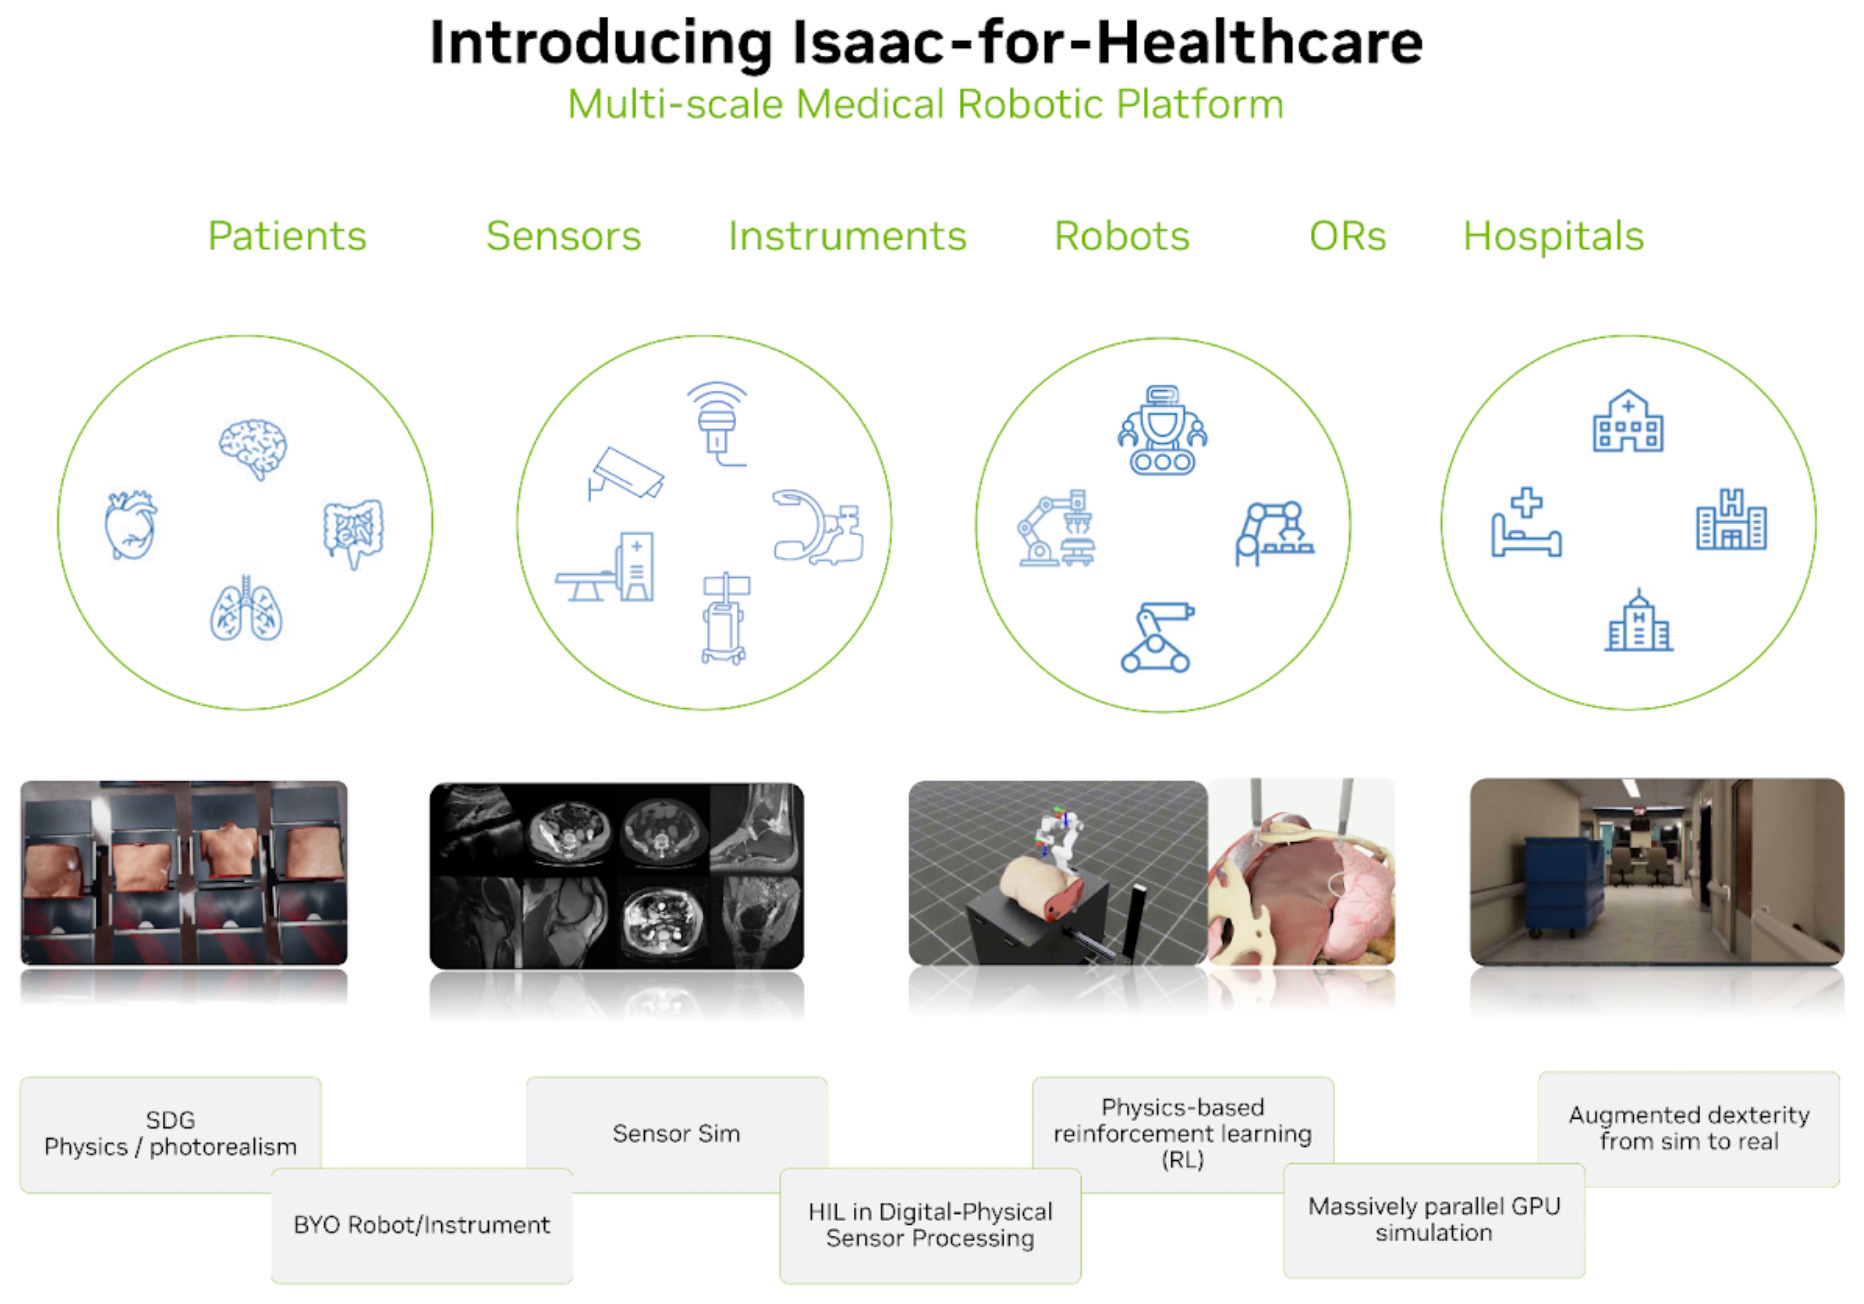 Introducing Isaac-for-Healthcare
Multi-scale Medical Robotic Platform
Patients
Sensors
Instruments
Robots
ORs
Hospitals
H
H
SDG
Physics / photorealism
BYO Robot/Instrument
Sensor Sim
HIL in Digital-Physical
Sensor Processing
Physics-based
reinforcement learning
(RL)
Massively parallel GPU
simulation
Augmented dexterity
from sim to real